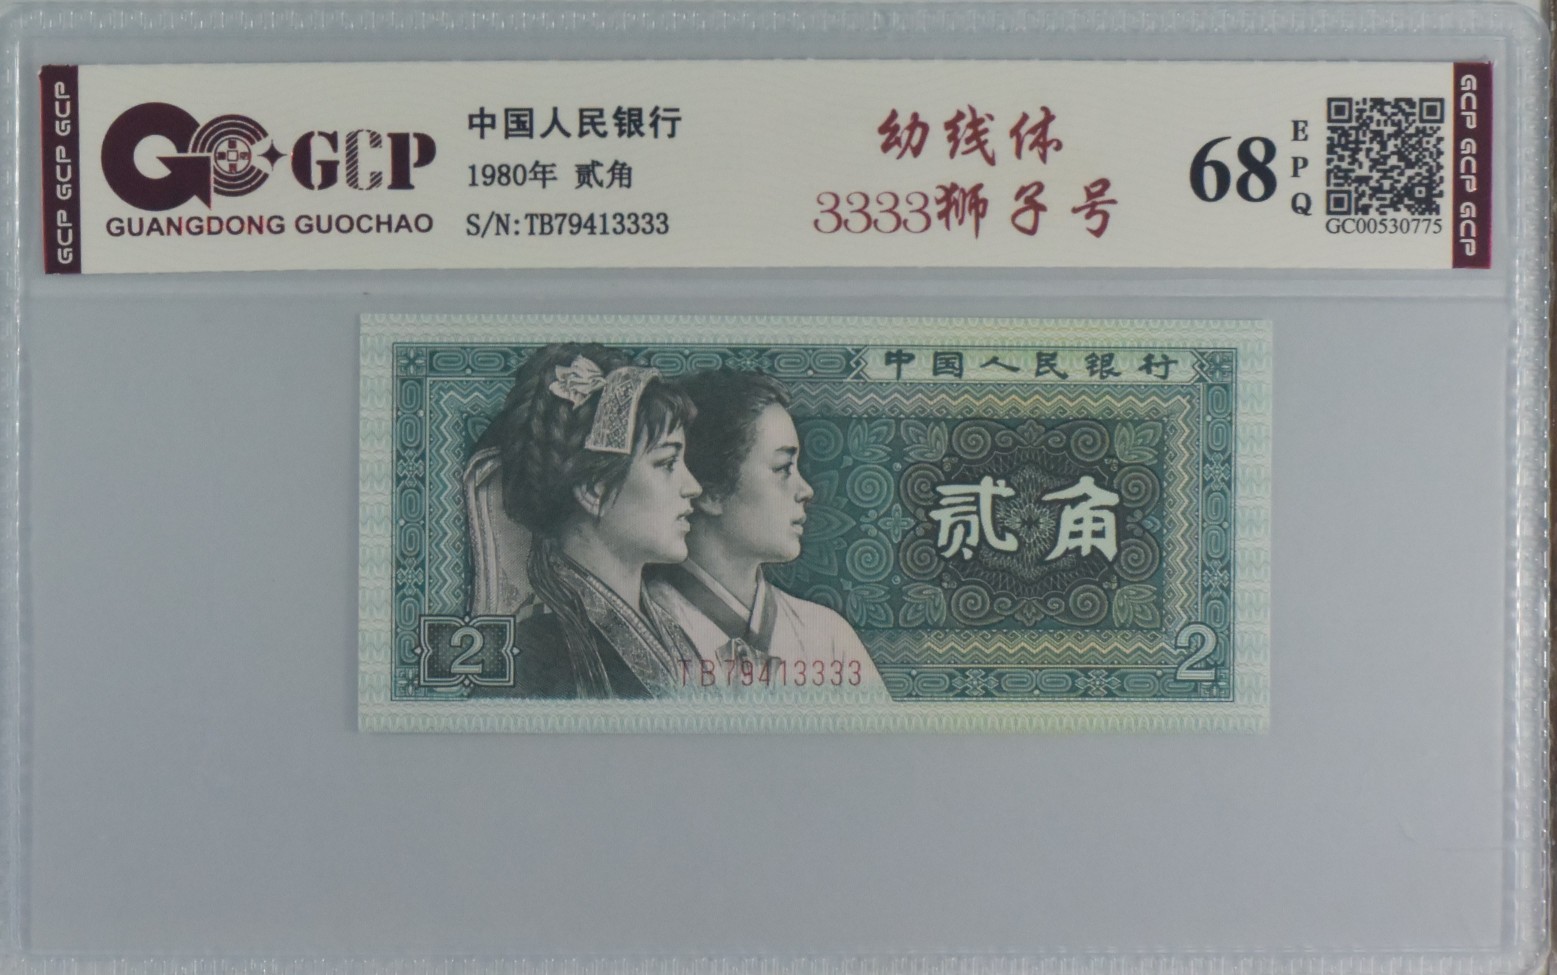 GCP GCP GCP
GCP
GUANGDONG GUOCHAO
中国人民银行
1980年 贰角
S/N:TB79413333
幼线体
3333狮子号
68
EPQ
GC00530775
GCP GCP GCP
中国人民银行
贰角
2
TB79413333
2